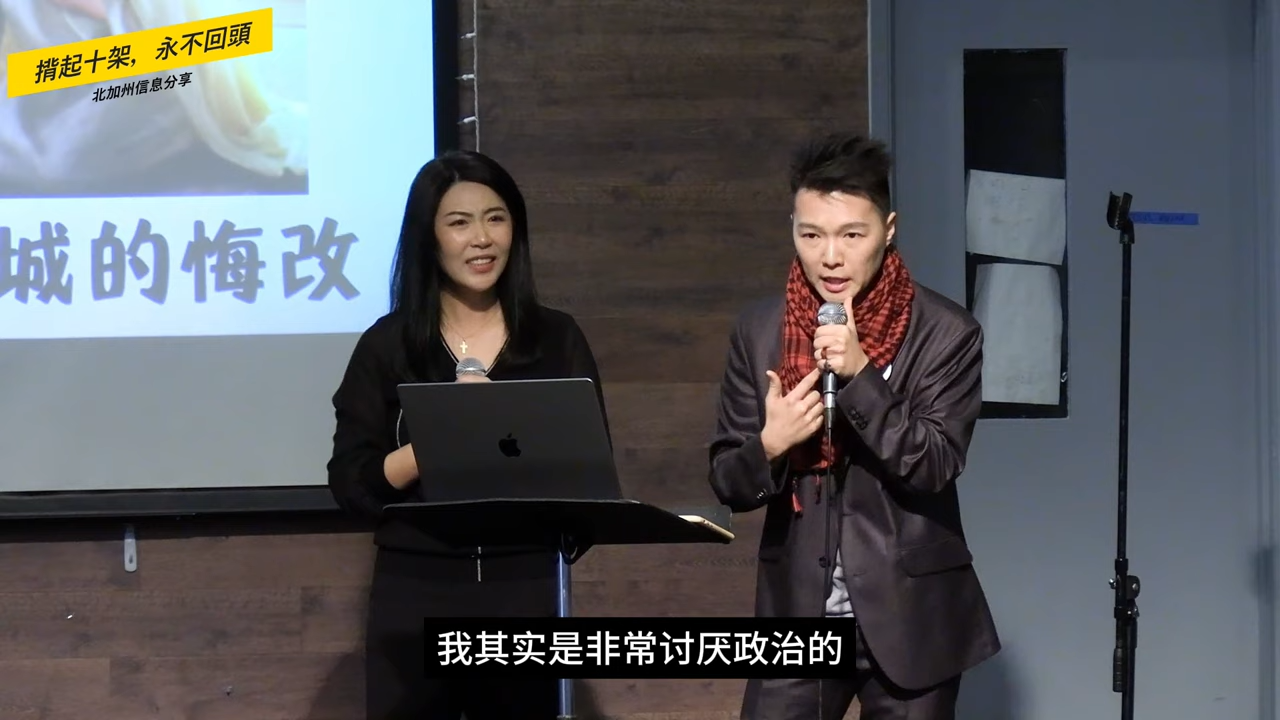 揹起十架，永不回頭
北加州信息分享
城的悔改
我其实是非常讨厌政治的